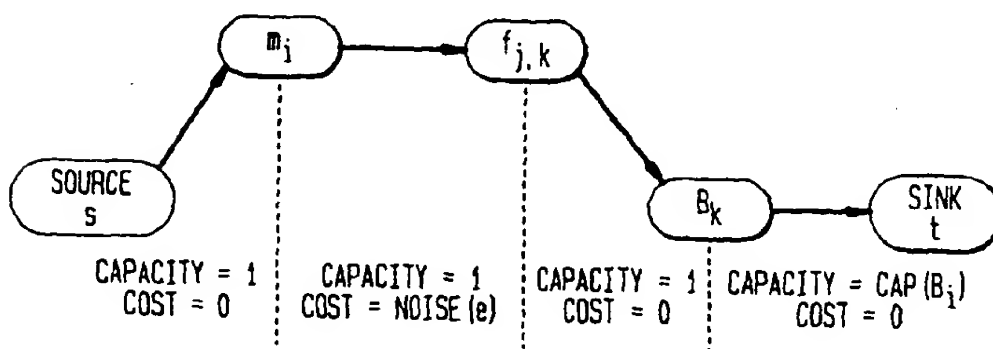 m_i
f_{j,k}
SOURCE
s
B_k
SINK
t
CAPACITY = 1
COST = 0
CAPACITY = 1
COST = NOISE(e)
CAPACITY = 1
COST = 0
CAPACITY = CAP(B_i)
COST = 0